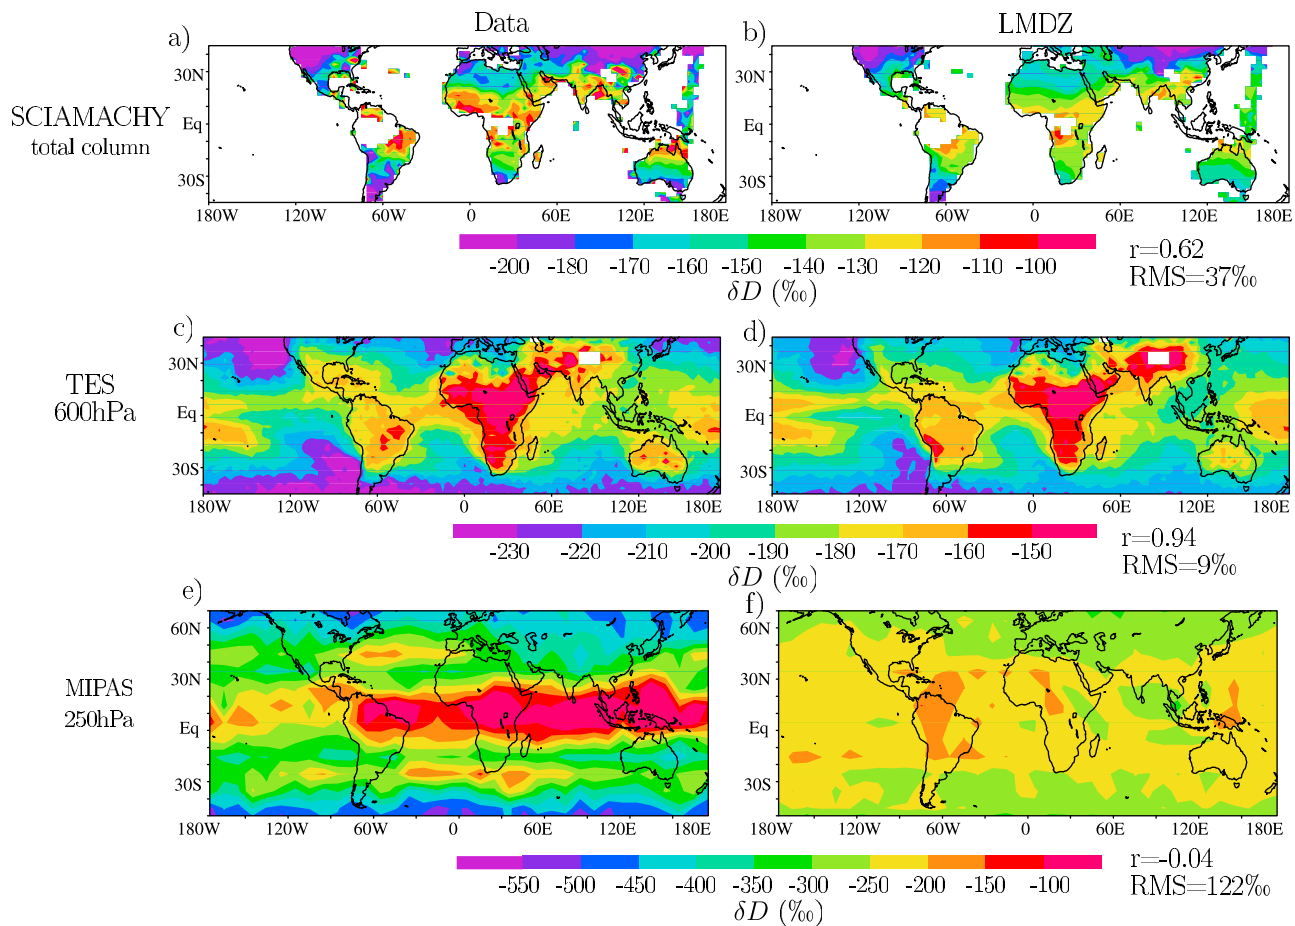 Data
LMDZ
a)
b)
SCIAMACHY
total column
30N
Eq
30S
180W
120W
60W
0
60E
120E
180E
30N
Eq
30S
180W
120W
60W
0
60E
120E
180E
-200 -180 -170 -160 -150 -140 -130 -120 -110 -100
δD (‰)
r=0.62
RMS=37‰
c)
d)
TES
600hPa
30N
Eq
30S
180W
120W
60W
0
60E
120E
180E
30N
Eq
30S
180W
120W
60W
0
60E
120E
180E
-230 -220 -210 -200 -190 -180 -170 -160 -150
δD (‰)
r=0.94
RMS=9‰
e)
f)
MIPAS
250hPa
60N
30N
Eq
30S
180W
120W
60W
0
60E
120E
180E
60N
30N
Eq
30S
180W
120W
60W
0
60E
120E
180E
-550 -500 -450 -400 -350 -300 -250 -200 -150 -100
δD (‰)
r=-0.04
RMS=122‰